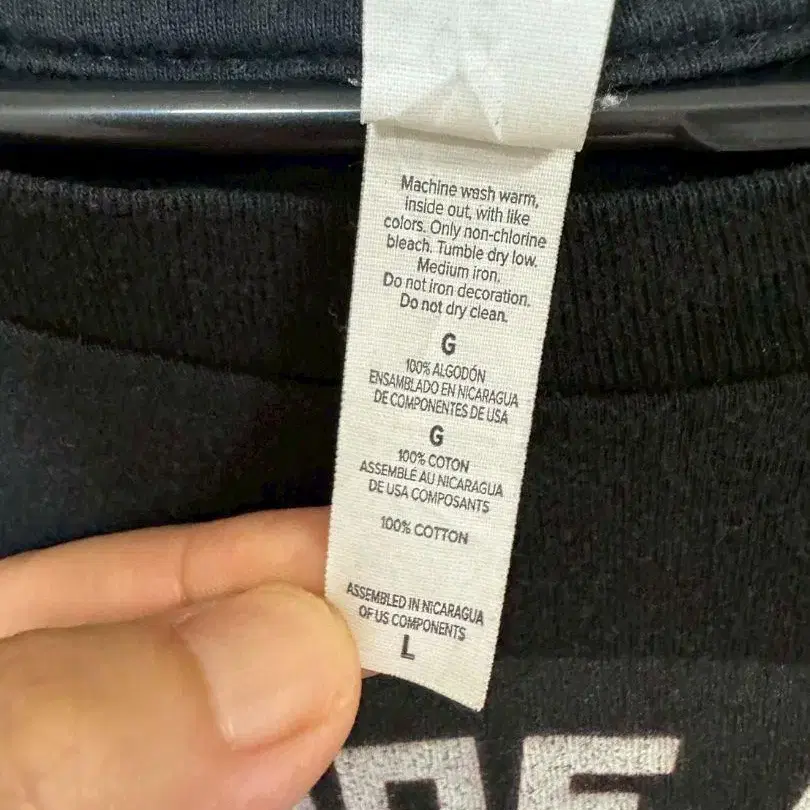 Machine wash warm,
inside out, with like
colors. Only non-chlorine
bleach. Tumble dry low.
Medium iron.
Do not iron decoration.
Do not dry clean.
G
100% ALGODÓN
ENSAMBLADO EN NICARAGUA
DE COMPONENTES DE USA
G
100% COTON
ASSEMBLÉ AU NICARAGUA
DE USA COMPOSANTS
100% COTTON
ASSEMBLED IN NICARAGUA
OF US COMPONENTS
L